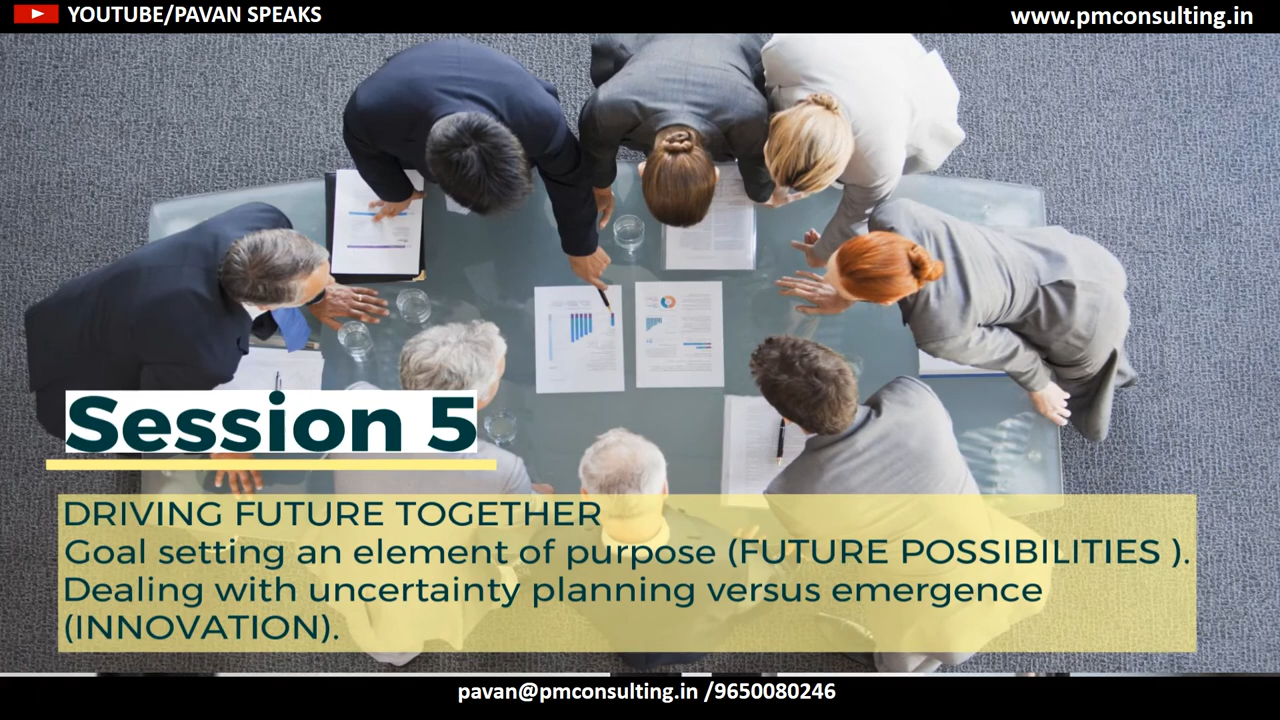 YOUTUBE/PAVAN SPEAKS
www.pmconsulting.in
Session 5
DRIVING FUTURE TOGETHER
Goal setting an element of purpose (FUTURE POSSIBILITIES ).
Dealing with uncertainty planning versus emergence
(INNOVATION).
pavan@pmconsulting.in /9650080246